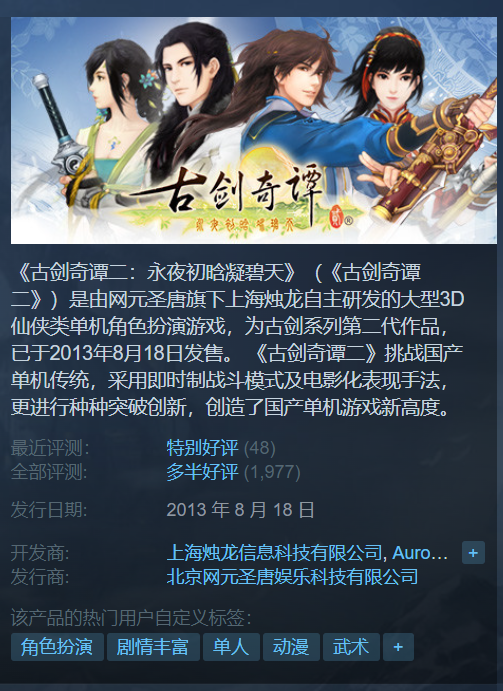 古剑奇谭
贰®
永夜初晗凝碧天
《古剑奇谭二：永夜初晗凝碧天》（《古剑奇谭
二》）是由网元圣唐旗下上海烛龙自主研发的大型3D
仙侠类单机角色扮演游戏，为古剑系列第二代作品，
已于2013年8月18日发售。 《古剑奇谭二》挑战国产
单机传统，采用即时制战斗模式及电影化表现手法，
更进行种种突破创新，创造了国产单机游戏新高度。
最近评测： 特别好评 (48)
全部评测: 多半好评 (1,977)
发行日期: 2013 年 8 月 18 日
开发商: 上海烛龙信息科技有限公司, Auro... +
发行商: 北京网元圣唐娱乐科技有限公司
该产品的热门用户自定义标签：
角色扮演 剧情丰富 单人 动漫 武术 +